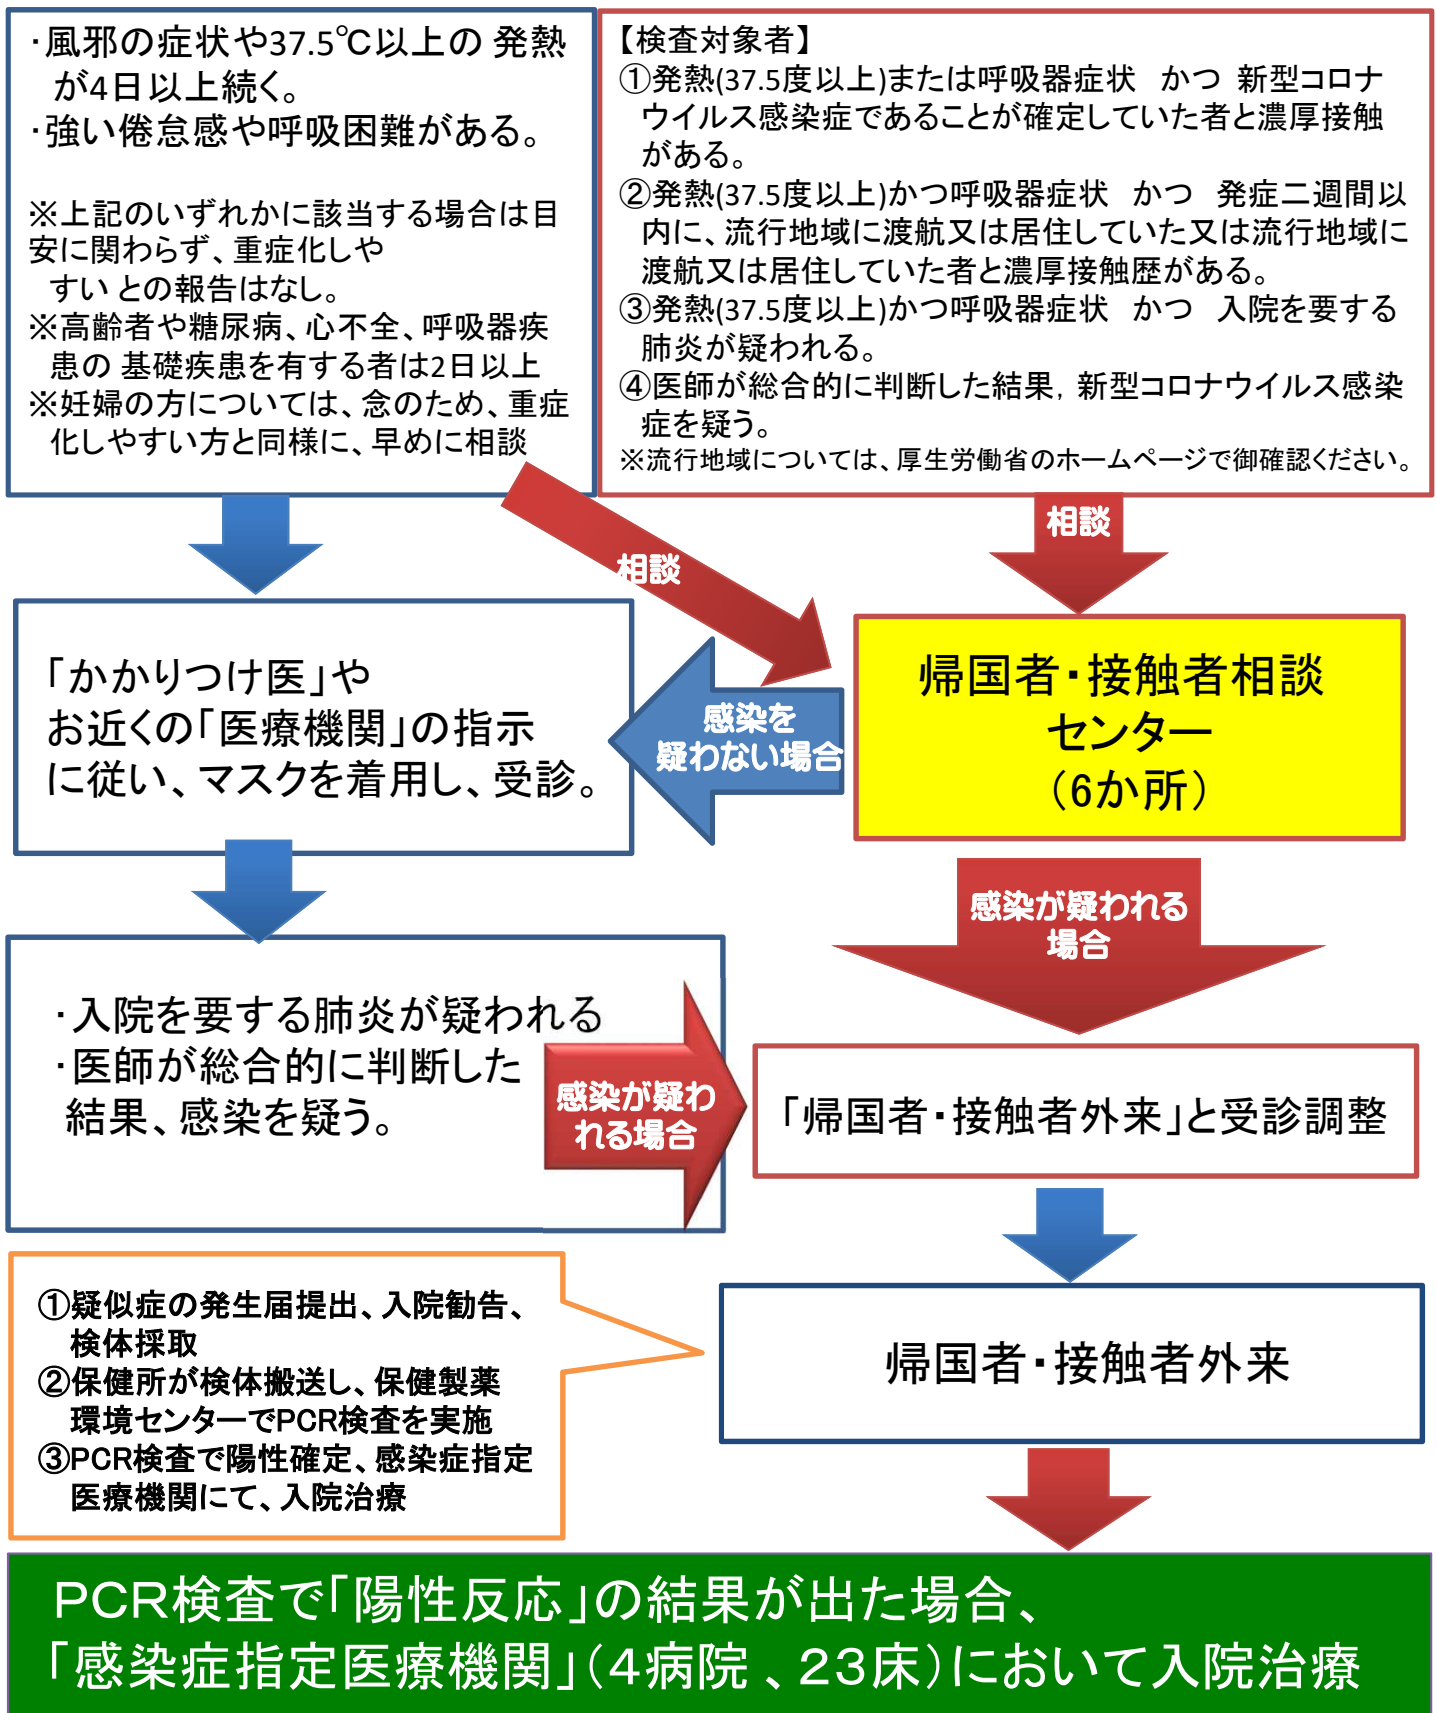 ・風邪の症状や37.5℃以上の 発熱
が4日以上続く。
・強い倦怠感や呼吸困難がある。
※上記のいずれかに該当する場合は目
安に関わらず、重症化しや
すい との報告はなし。
※高齢者や糖尿病、心不全、呼吸器疾
患の 基礎疾患を有する者は2日以上
※妊婦の方については、念のため、重症
化しやすい方と同様に、早めに相談
【検査対象者】
①発熱(37.5度以上)または呼吸器症状　かつ　新型コロナ
ウイルス感染症であることが確定していた者と濃厚接触
がある。
②発熱(37.5度以上)かつ呼吸器症状　かつ　発症二週間以
内に、流行地域に渡航又は居住していた又は流行地域に
渡航又は居住していた者と濃厚接触歴がある。
③発熱(37.5度以上)かつ呼吸器症状　かつ　入院を要する
肺炎が疑われる。
④医師が総合的に判断した結果，新型コロナウイルス感染
症を疑う。
※流行地域については、厚生労働省のホームページで御確認ください。
相談
相談
「かかりつけ医」や
お近くの「医療機関」の指示
に従い、マスクを着用し、受診。
感染を
疑わない場合
帰国者・接触者相談
センター
（6か所）
感染が疑われる
場合
・入院を要する肺炎が疑われる
・医師が総合的に判断した
結果、感染を疑う。
感染が疑わ
れる場合
「帰国者・接触者外来」と受診調整
①疑似症の発生届提出、入院勧告、
検体採取
②保健所が検体搬送し、保健製薬
環境センターでPCR検査を実施
③PCR検査で陽性確定、感染症指定
医療機関にて、入院治療
帰国者・接触者外来
ＰＣＲ検査で「陽性反応」の結果が出た場合、
「感染症指定医療機関」（４病院 、２３床）において入院治療